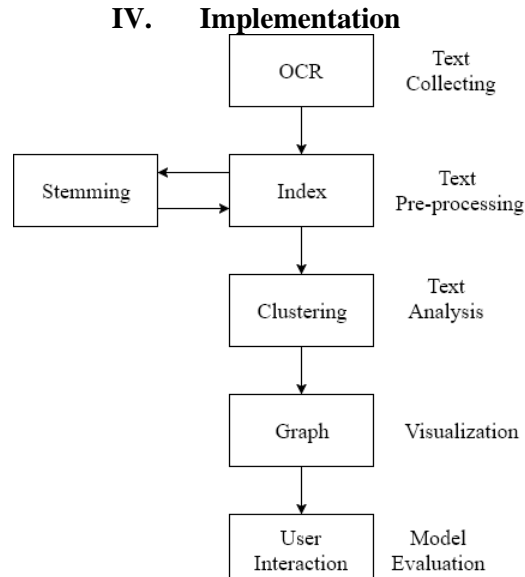 IV. Implementation
OCR
Text
Collecting
Stemming
Index
Text
Pre-processing
Clustering
Text
Analysis
Graph
Visualization
User
Interaction
Model
Evaluation